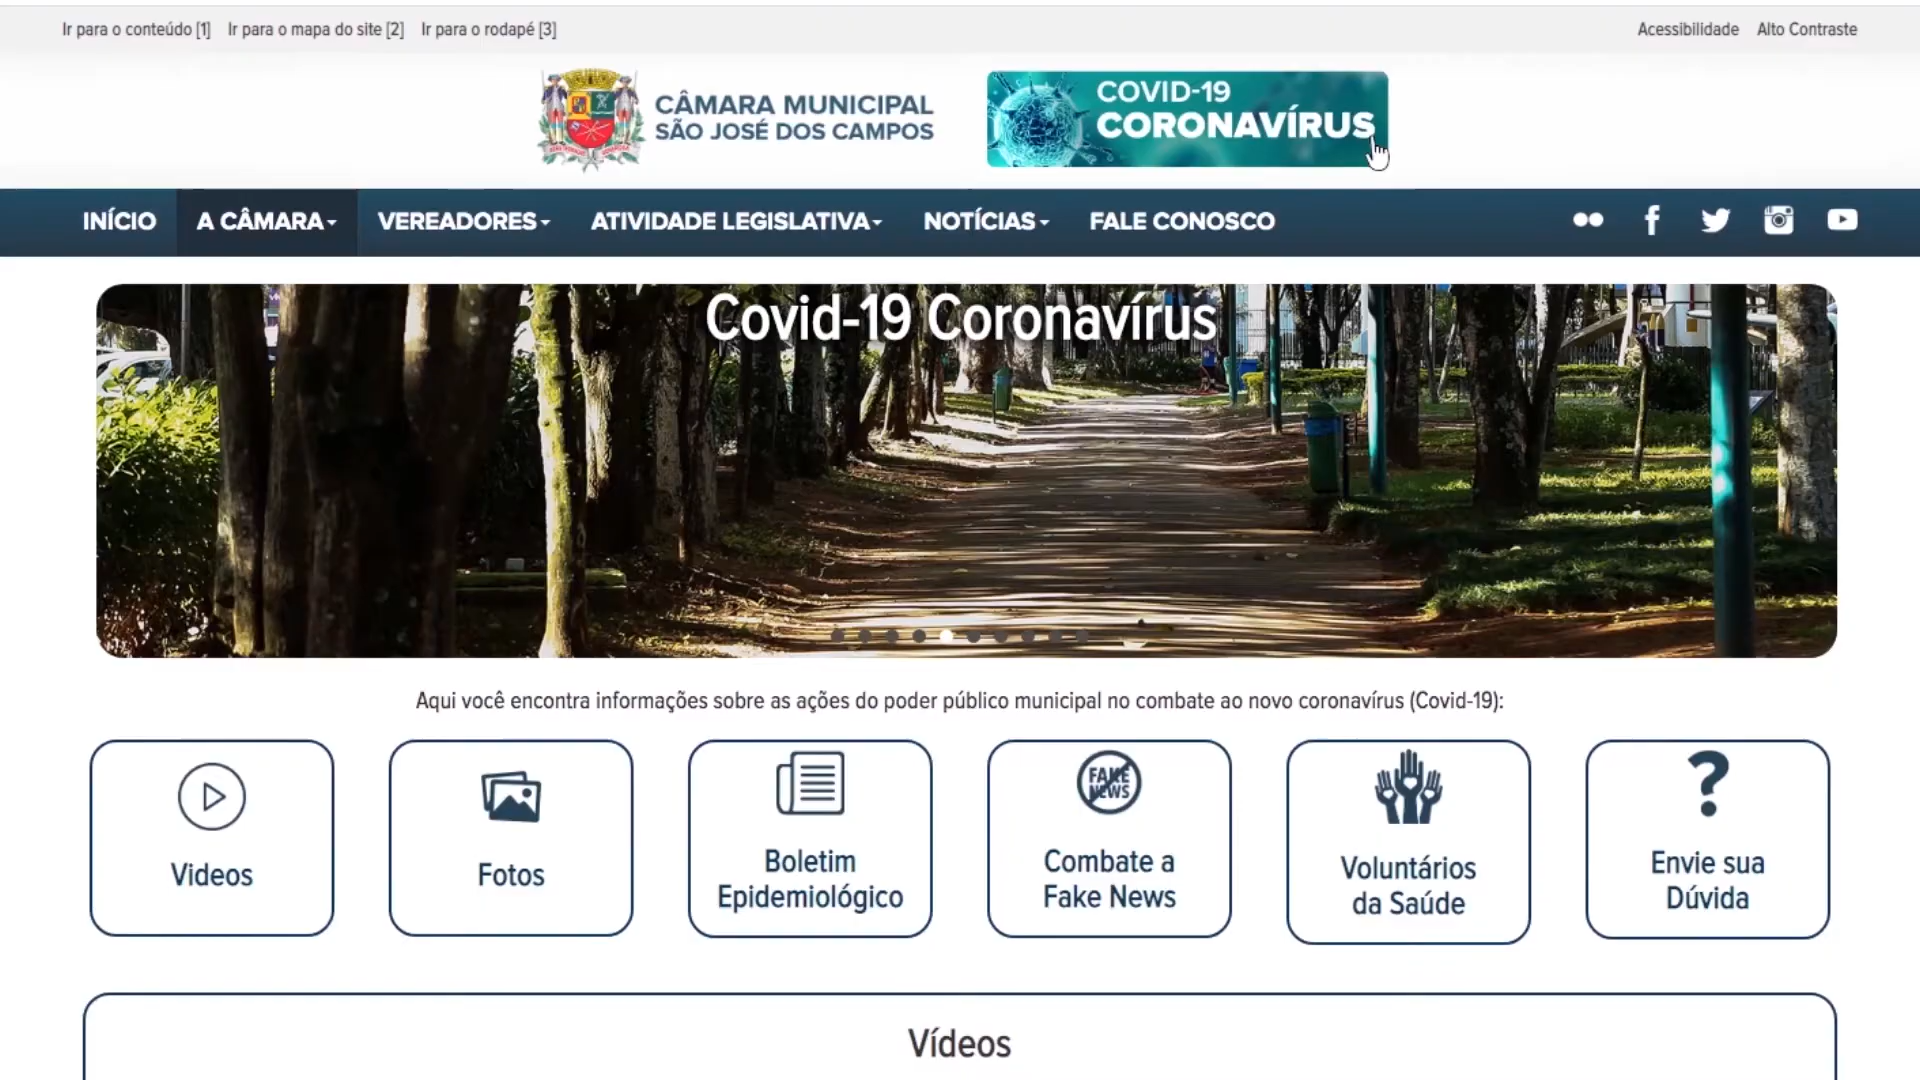 Ir para o conteúdo [1] Ir para o mapa do site [2] Ir para o rodapé [3] Acessibilidade Alto Contraste
CÂMARA MUNICIPAL
SÃO JOSÉ DOS CAMPOS
COVID-19
CORONAVÍRUS
INÍCIO A CÂMARA VEREADORES ATIVIDADE LEGISLATIVA NOTÍCIAS FALE CONOSCO
Covid-19 Coronavírus
Aqui você encontra informações sobre as ações do poder público municipal no combate ao novo coronavírus (Covid-19):
Videos
Fotos
Boletim
Epidemiológico
FAKE
NEWS
Combate a
Fake News
Voluntários
da Saúde
Envie sua
Dúvida
Vídeos